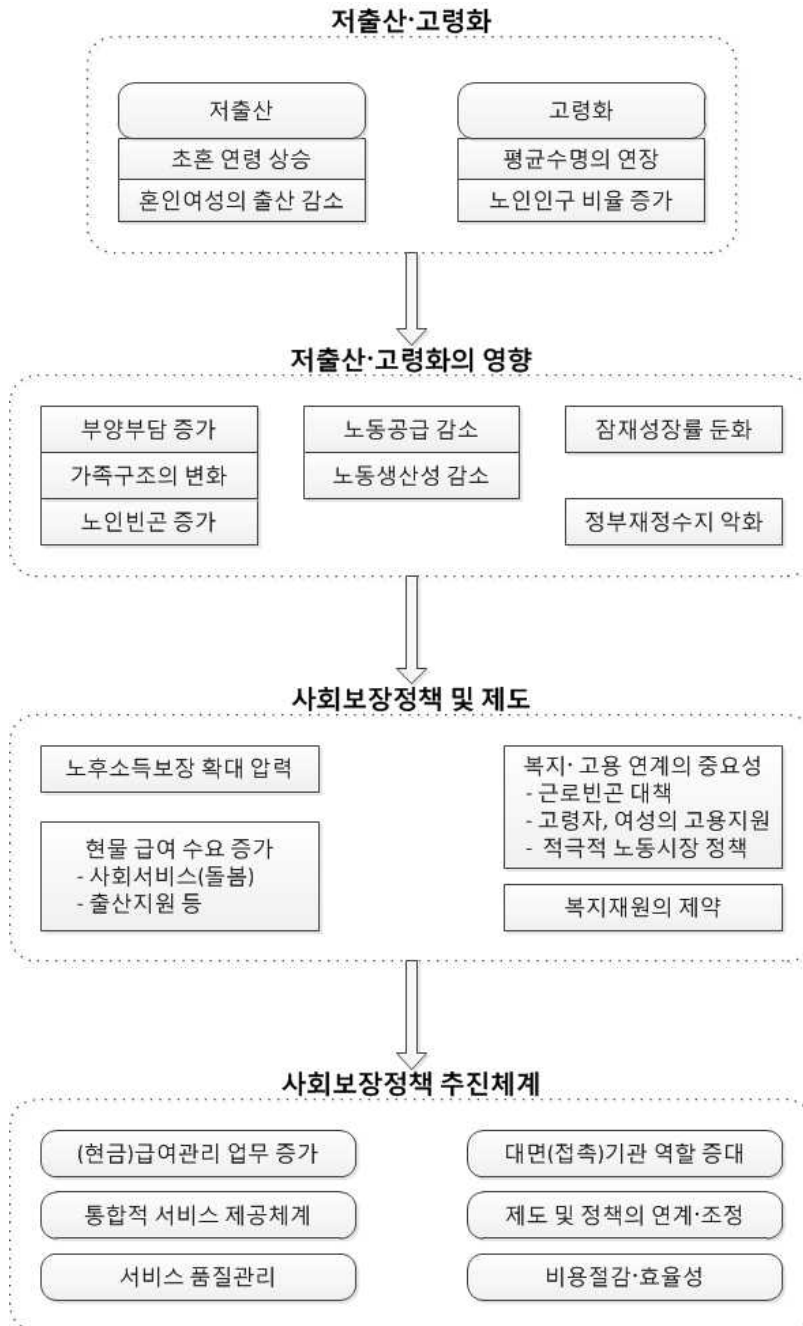 저출산·고령화
저출산
초혼 연령 상승
혼인여성의 출산 감소
고령화
평균수명의 연장
노인인구 비율 증가
저출산·고령화의 영향
부양부담 증가
가족구조의 변화
노인빈곤 증가
노동공급 감소
노동생산성 감소
잠재성장률 둔화
정부재정수지 악화
사회보장정책 및 제도
노후소득보장 확대 압력
현물 급여 수요 증가
- 사회서비스(돌봄)
- 출산지원 등
복지· 고용 연계의 중요성
- 근로빈곤 대책
- 고령자, 여성의 고용지원
- 적극적 노동시장 정책
복지재원의 제약
사회보장정책 추진체계
(현금)급여관리 업무 증가
통합적 서비스 제공체계
서비스 품질관리
대면(접촉)기관 역할 증대
제도 및 정책의 연계·조정
비용절감·효율성